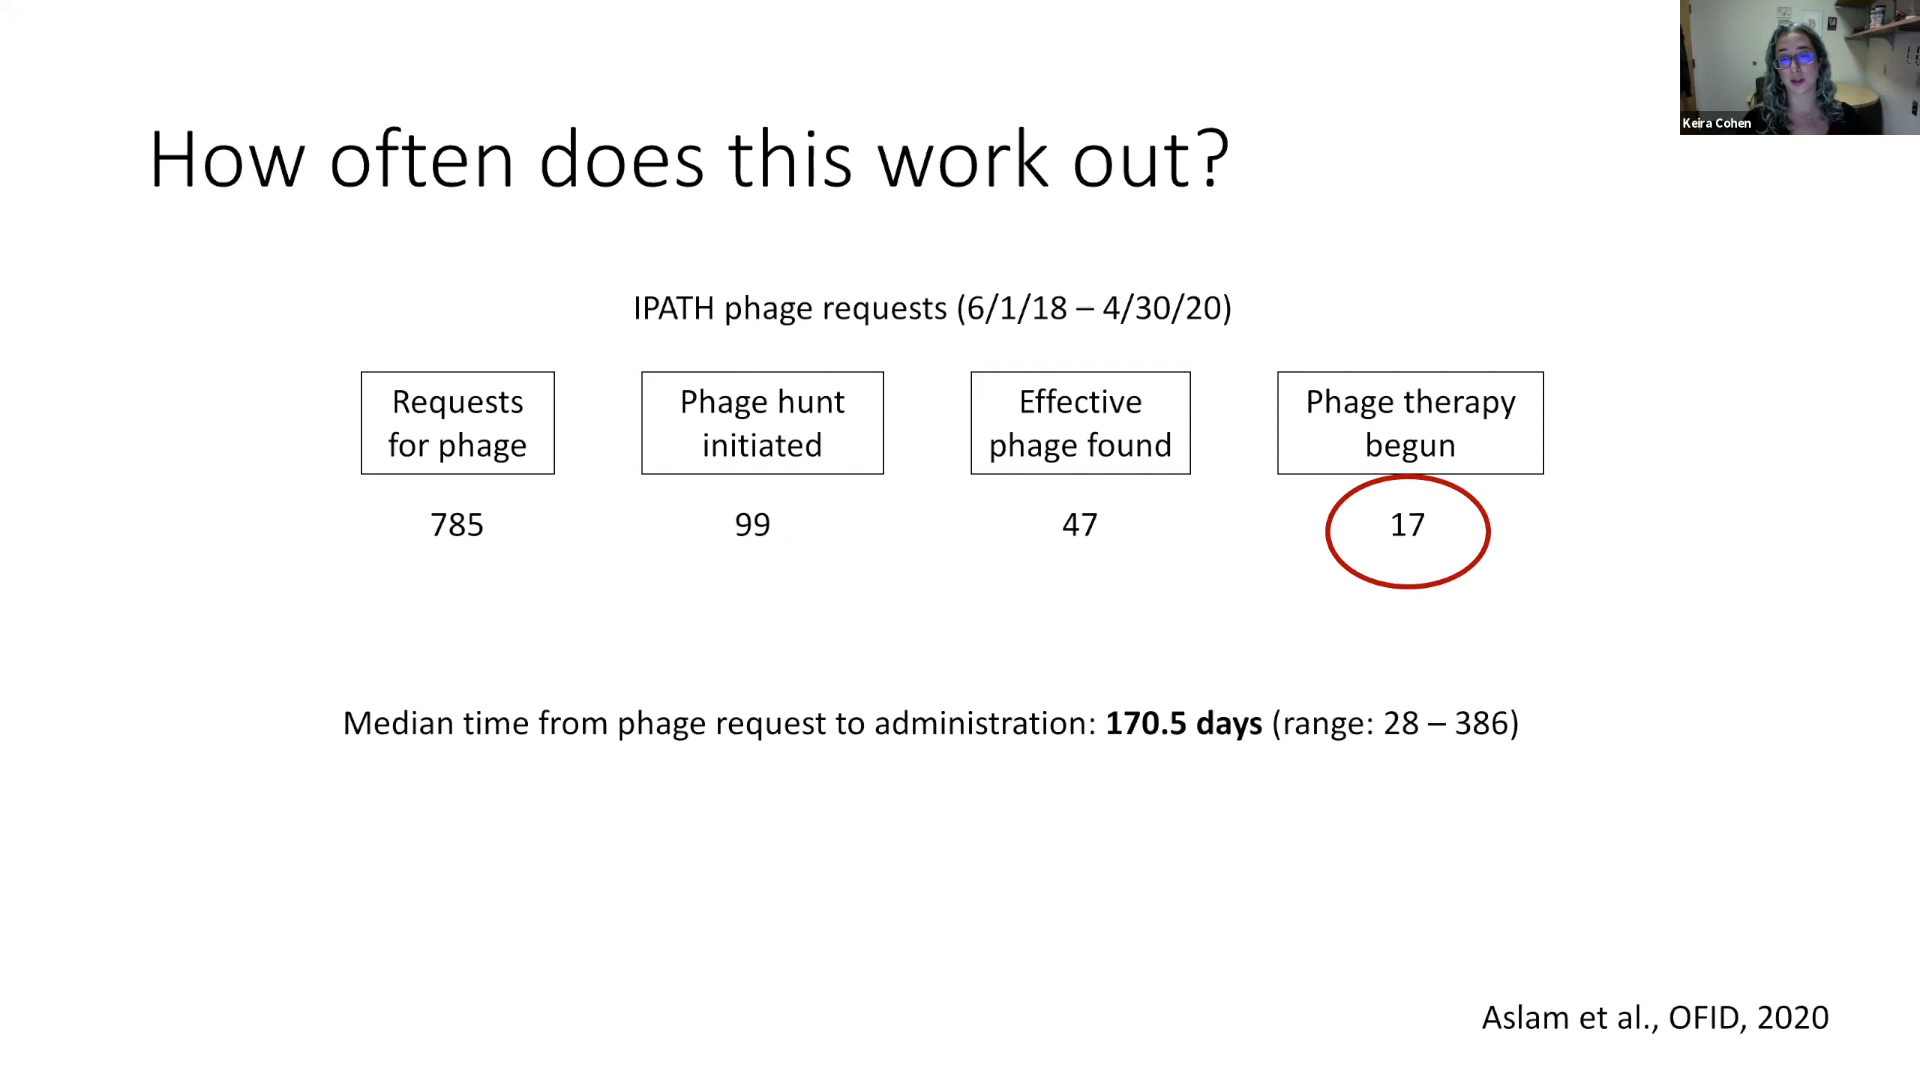 Keira Cohen
How often does this work out?
IPATH phage requests (6/1/18 – 4/30/20)
Requests
for phage
Phage hunt
initiated
Effective
phage found
Phage therapy
begun
785
99
47
17
Median time from phage request to administration: 170.5 days (range: 28 – 386)
Aslam et al., OFID, 2020